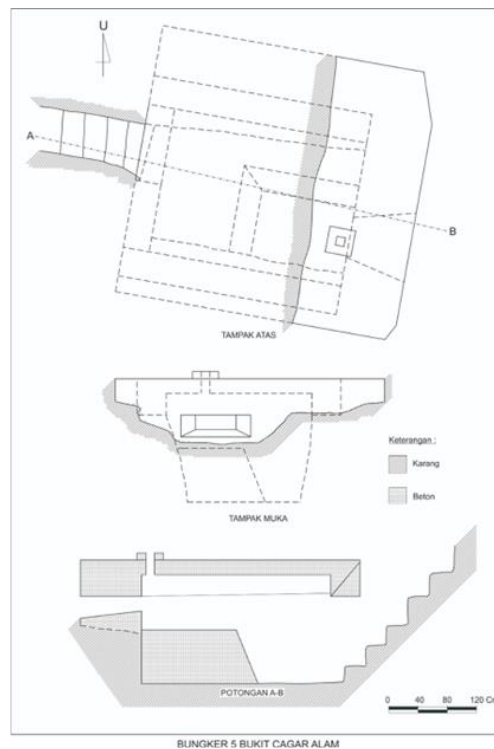 U
A
B
TAMPAK ATAS
Keterangan :
Karang
Beton
TAMPAK MUKA
POTONGAN A-B
0 40 80 120 Cm
BUNGKER 5 BUKIT CAGAR ALAM